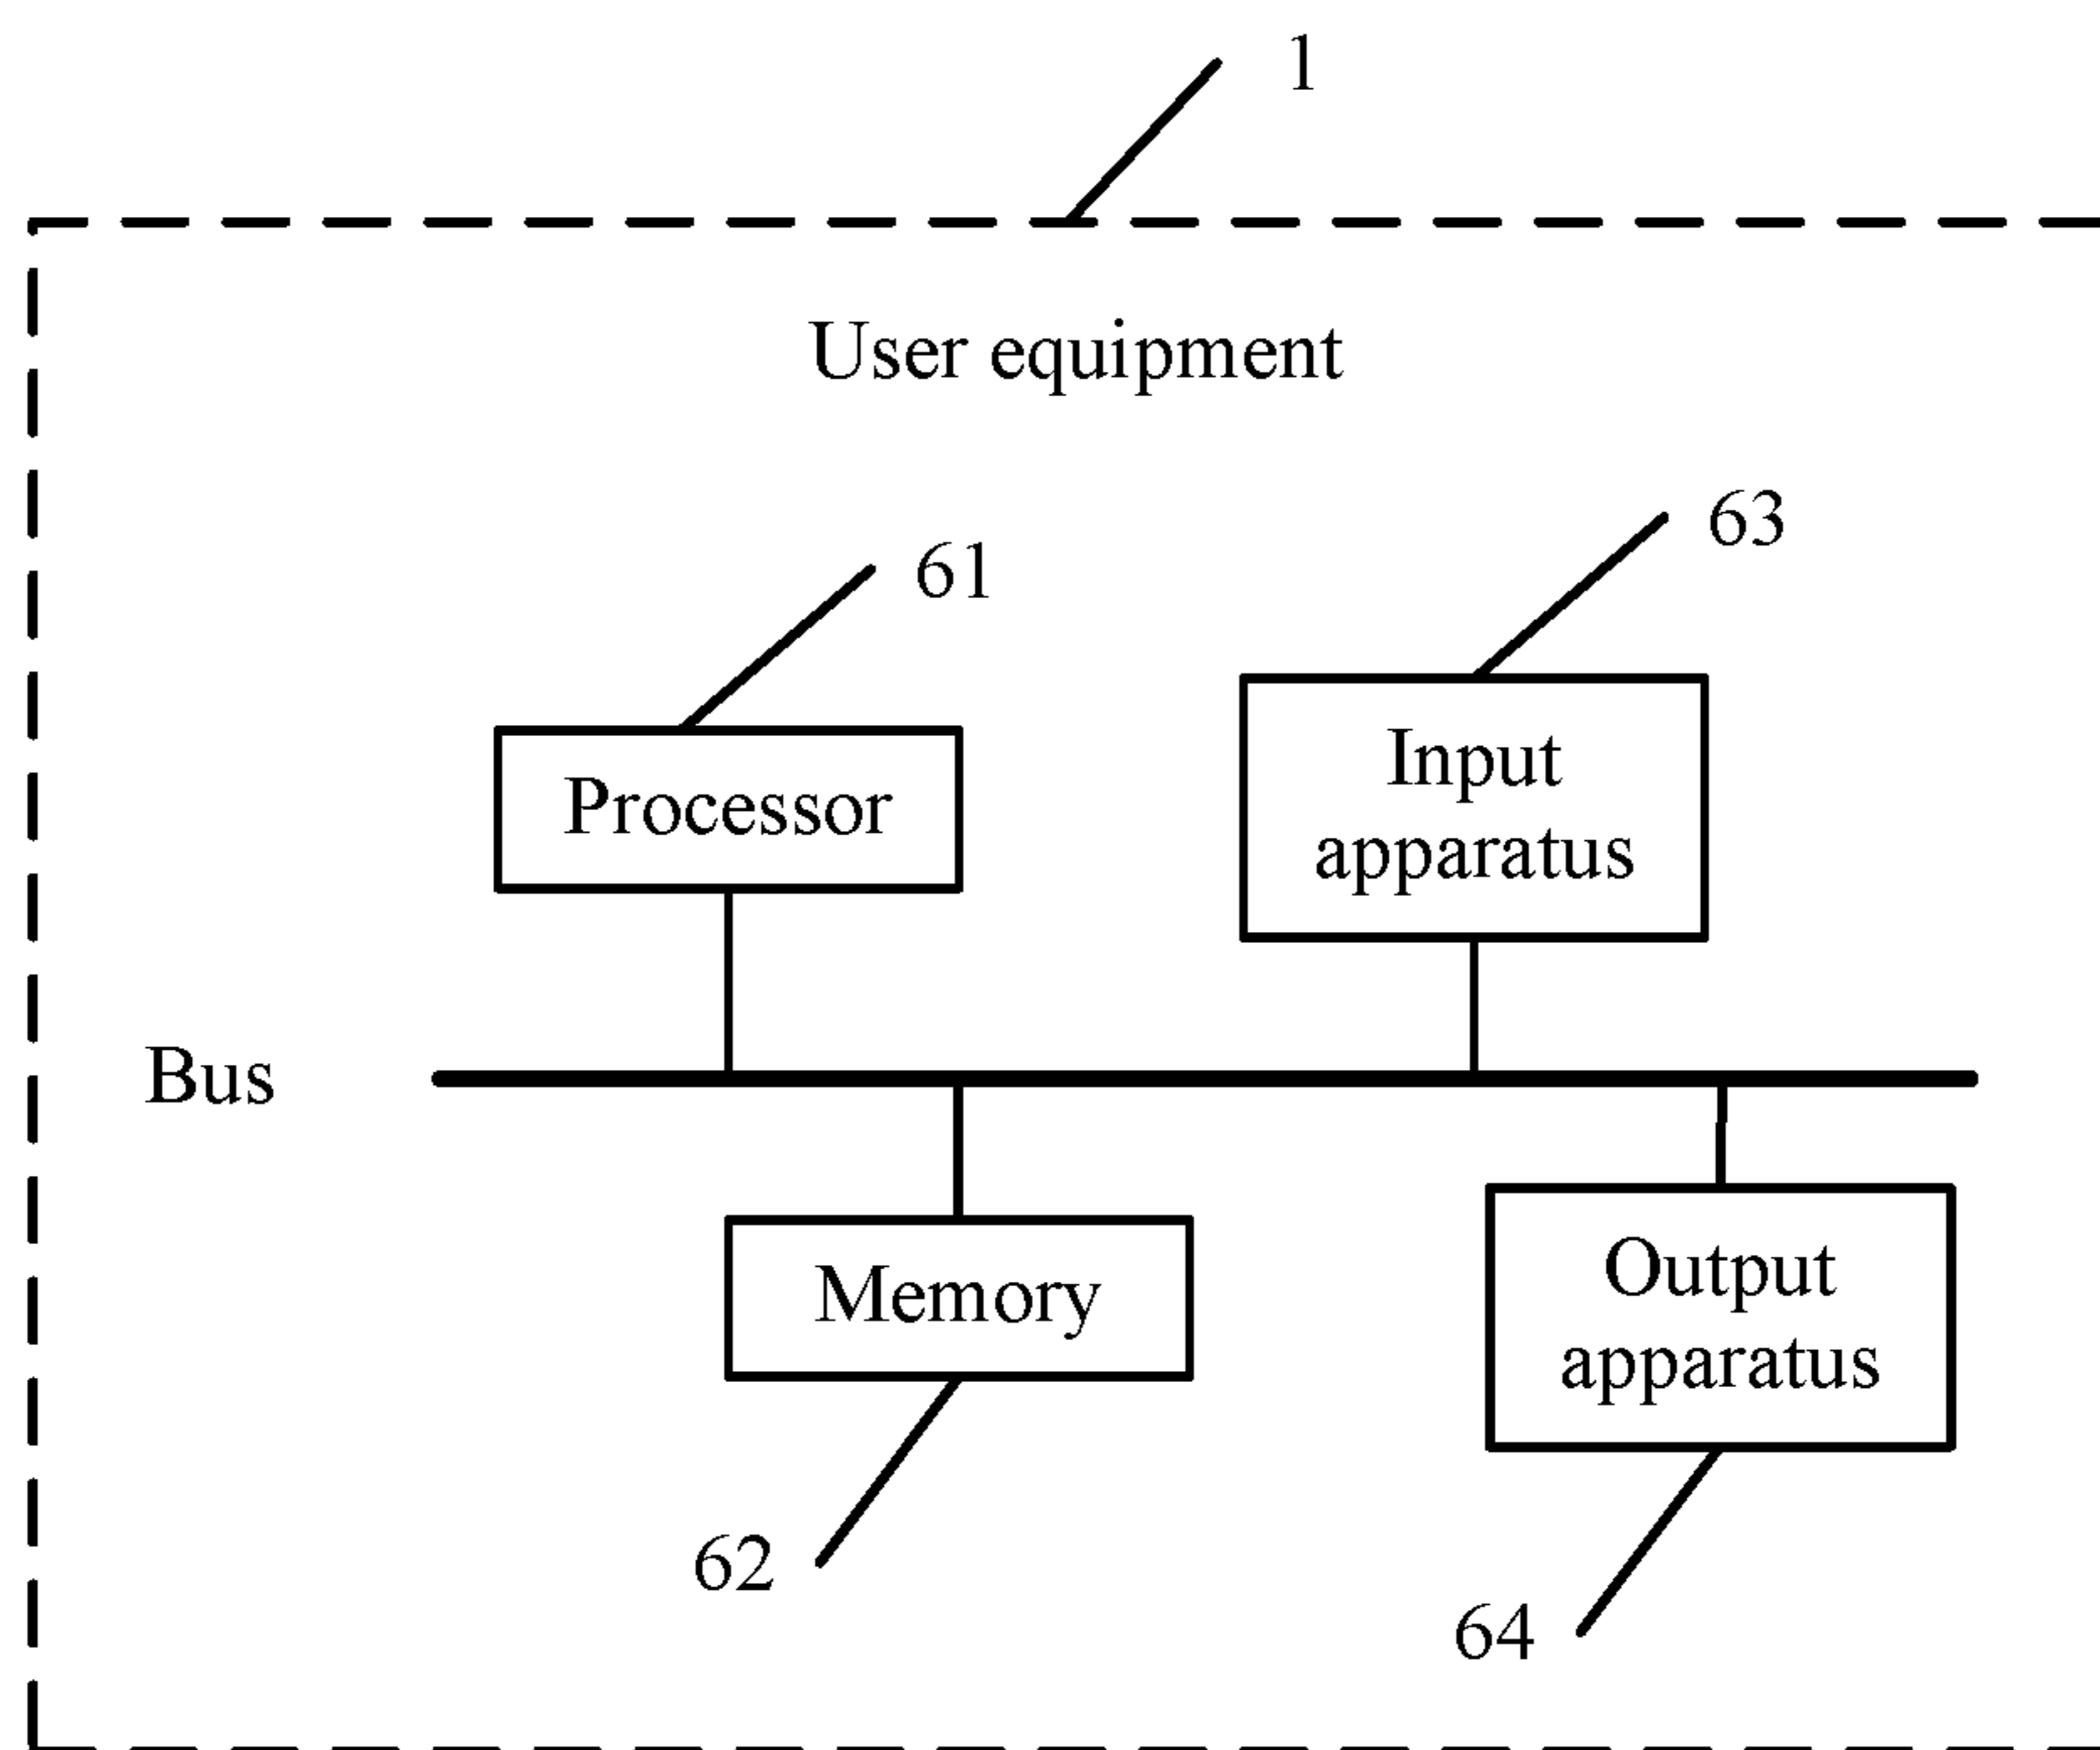 1
User equipment
63
61
Input
apparatus
Processor
Bus
Memory
Output
apparatus
62
64